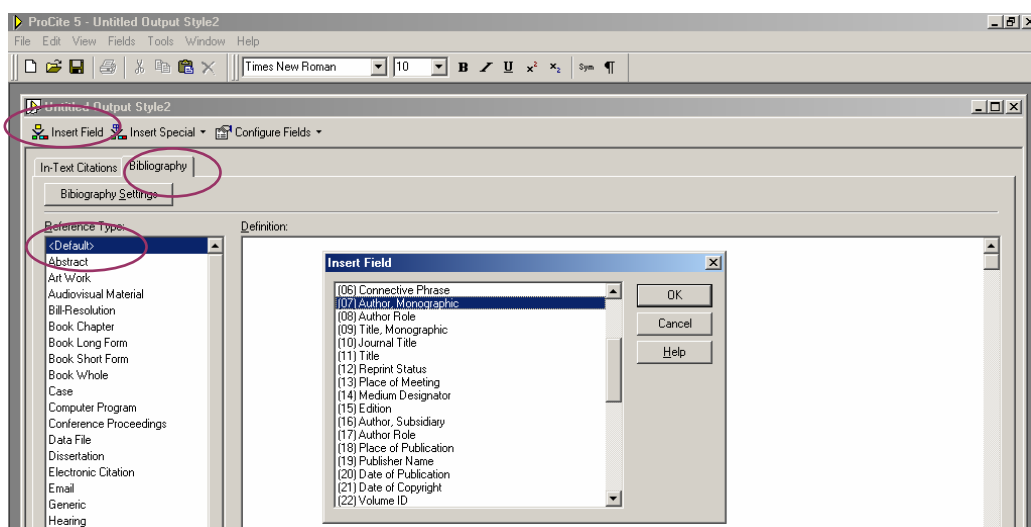 ProCite 5 - Untitled Output Style2
File Edit View Fields Tools Window Help
Times New Roman 10 B I U x² x₂ Sym ¶
Untitled Output Style2
Insert Field Insert Special Configure Fields
In-Text Citations Bibliography
Bibiography Settings
Reference Type: Definition:
<Default>
Abstract
Art Work
Audiovisual Material
Bill-Resolution
Book Chapter
Book Long Form
Book Short Form
Book Whole
Case
Computer Program
Conference Proceedings
Data File
Dissertation
Electronic Citation
Email
Generic
Hearing
Insert Field
(06) Connective Phrase
(07) Author, Monographic
(08) Author Role
(09) Title, Monographic
(10) Journal Title
(11) Title
(12) Reprint Status
(13) Place of Meeting
(14) Medium Designator
(15) Edition
(16) Author, Subsidiary
(17) Author Role
(18) Place of Publication
(19) Publisher Name
(20) Date of Publication
(21) Date of Copyright
(22) Volume ID
OK
Cancel
Help